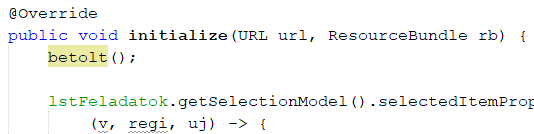 @Override
public void initialize(URL url, ResourceBundle rb) {
betolt();
lstFeladatok.getSelectionModel().selectedItemProp
(v, regi, uj) -> {